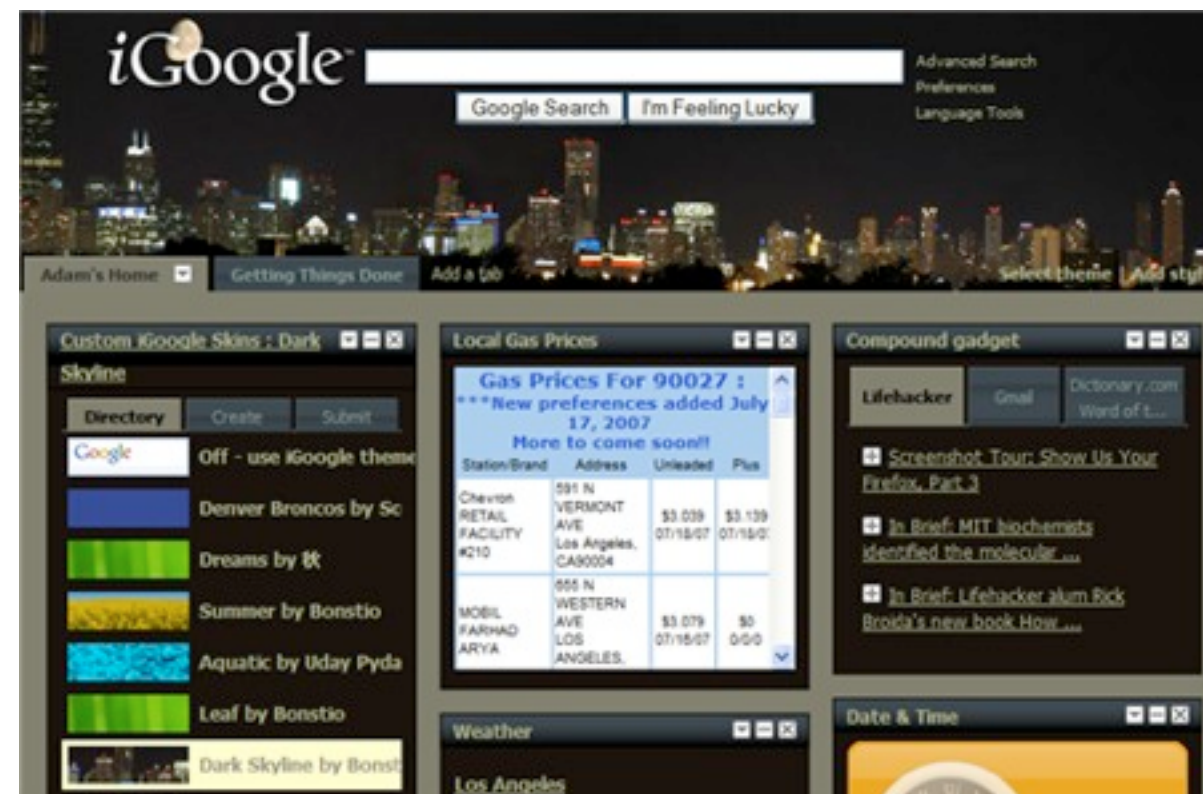 iGoogle™
Advanced Search
Preferences
Language Tools
Google Search
I'm Feeling Lucky
Adam's Home
Getting Things Done
Add a tab
Select theme | Add stu
Custom iGoogle Skins : Dark
Skyline
Directory
Create
Submit
Google
Off - use iGoogle theme
Denver Broncos by Sc
Dreams by 秋
Summer by Bonstio
Aquatic by Uday Pyda
Leaf by Bonstio
Dark Skyline by Bonst
Local Gas Prices
Gas Prices For 90027 :
***New preferences added July
17, 2007
More to come soon!!
Station/Brand Address Unleaded Plus
Chevron
RETAIL
FACILITY
#210
591 N
VERMONT
AVE
Los Angeles,
CA90004
$3.039
07/18/07
$3.139
07/18/0
MOBIL
FARHAD
ARYA
555 N
WESTERN
AVE
LOS
ANGELES,
$3.079
07/16/07
$0
0/0/0
Weather
Los Angeles
Compound gadget
Lifehacker
Gmail
Dictionary.com
Word of t...
Screenshot Tour: Show Us Your
Firefox, Part 3
In Brief: MIT biochemists
identified the molecular ...
In Brief: Lifehacker alum Rick
Broida's new book How ...
Date & Time